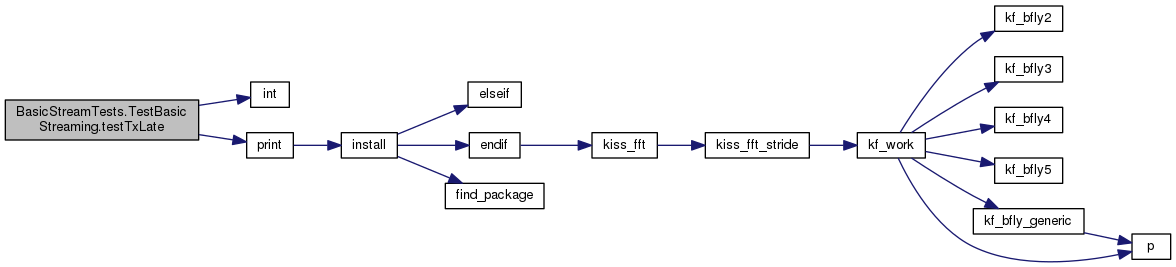 BasicStreamTests.TestBasic
Streaming.testTxLate
int
print
install
elseif
endif
find_package
kiss_fft
kiss_fft_stride
kf_work
kf_bfly2
kf_bfly3
kf_bfly4
kf_bfly5
kf_bfly_generic
p